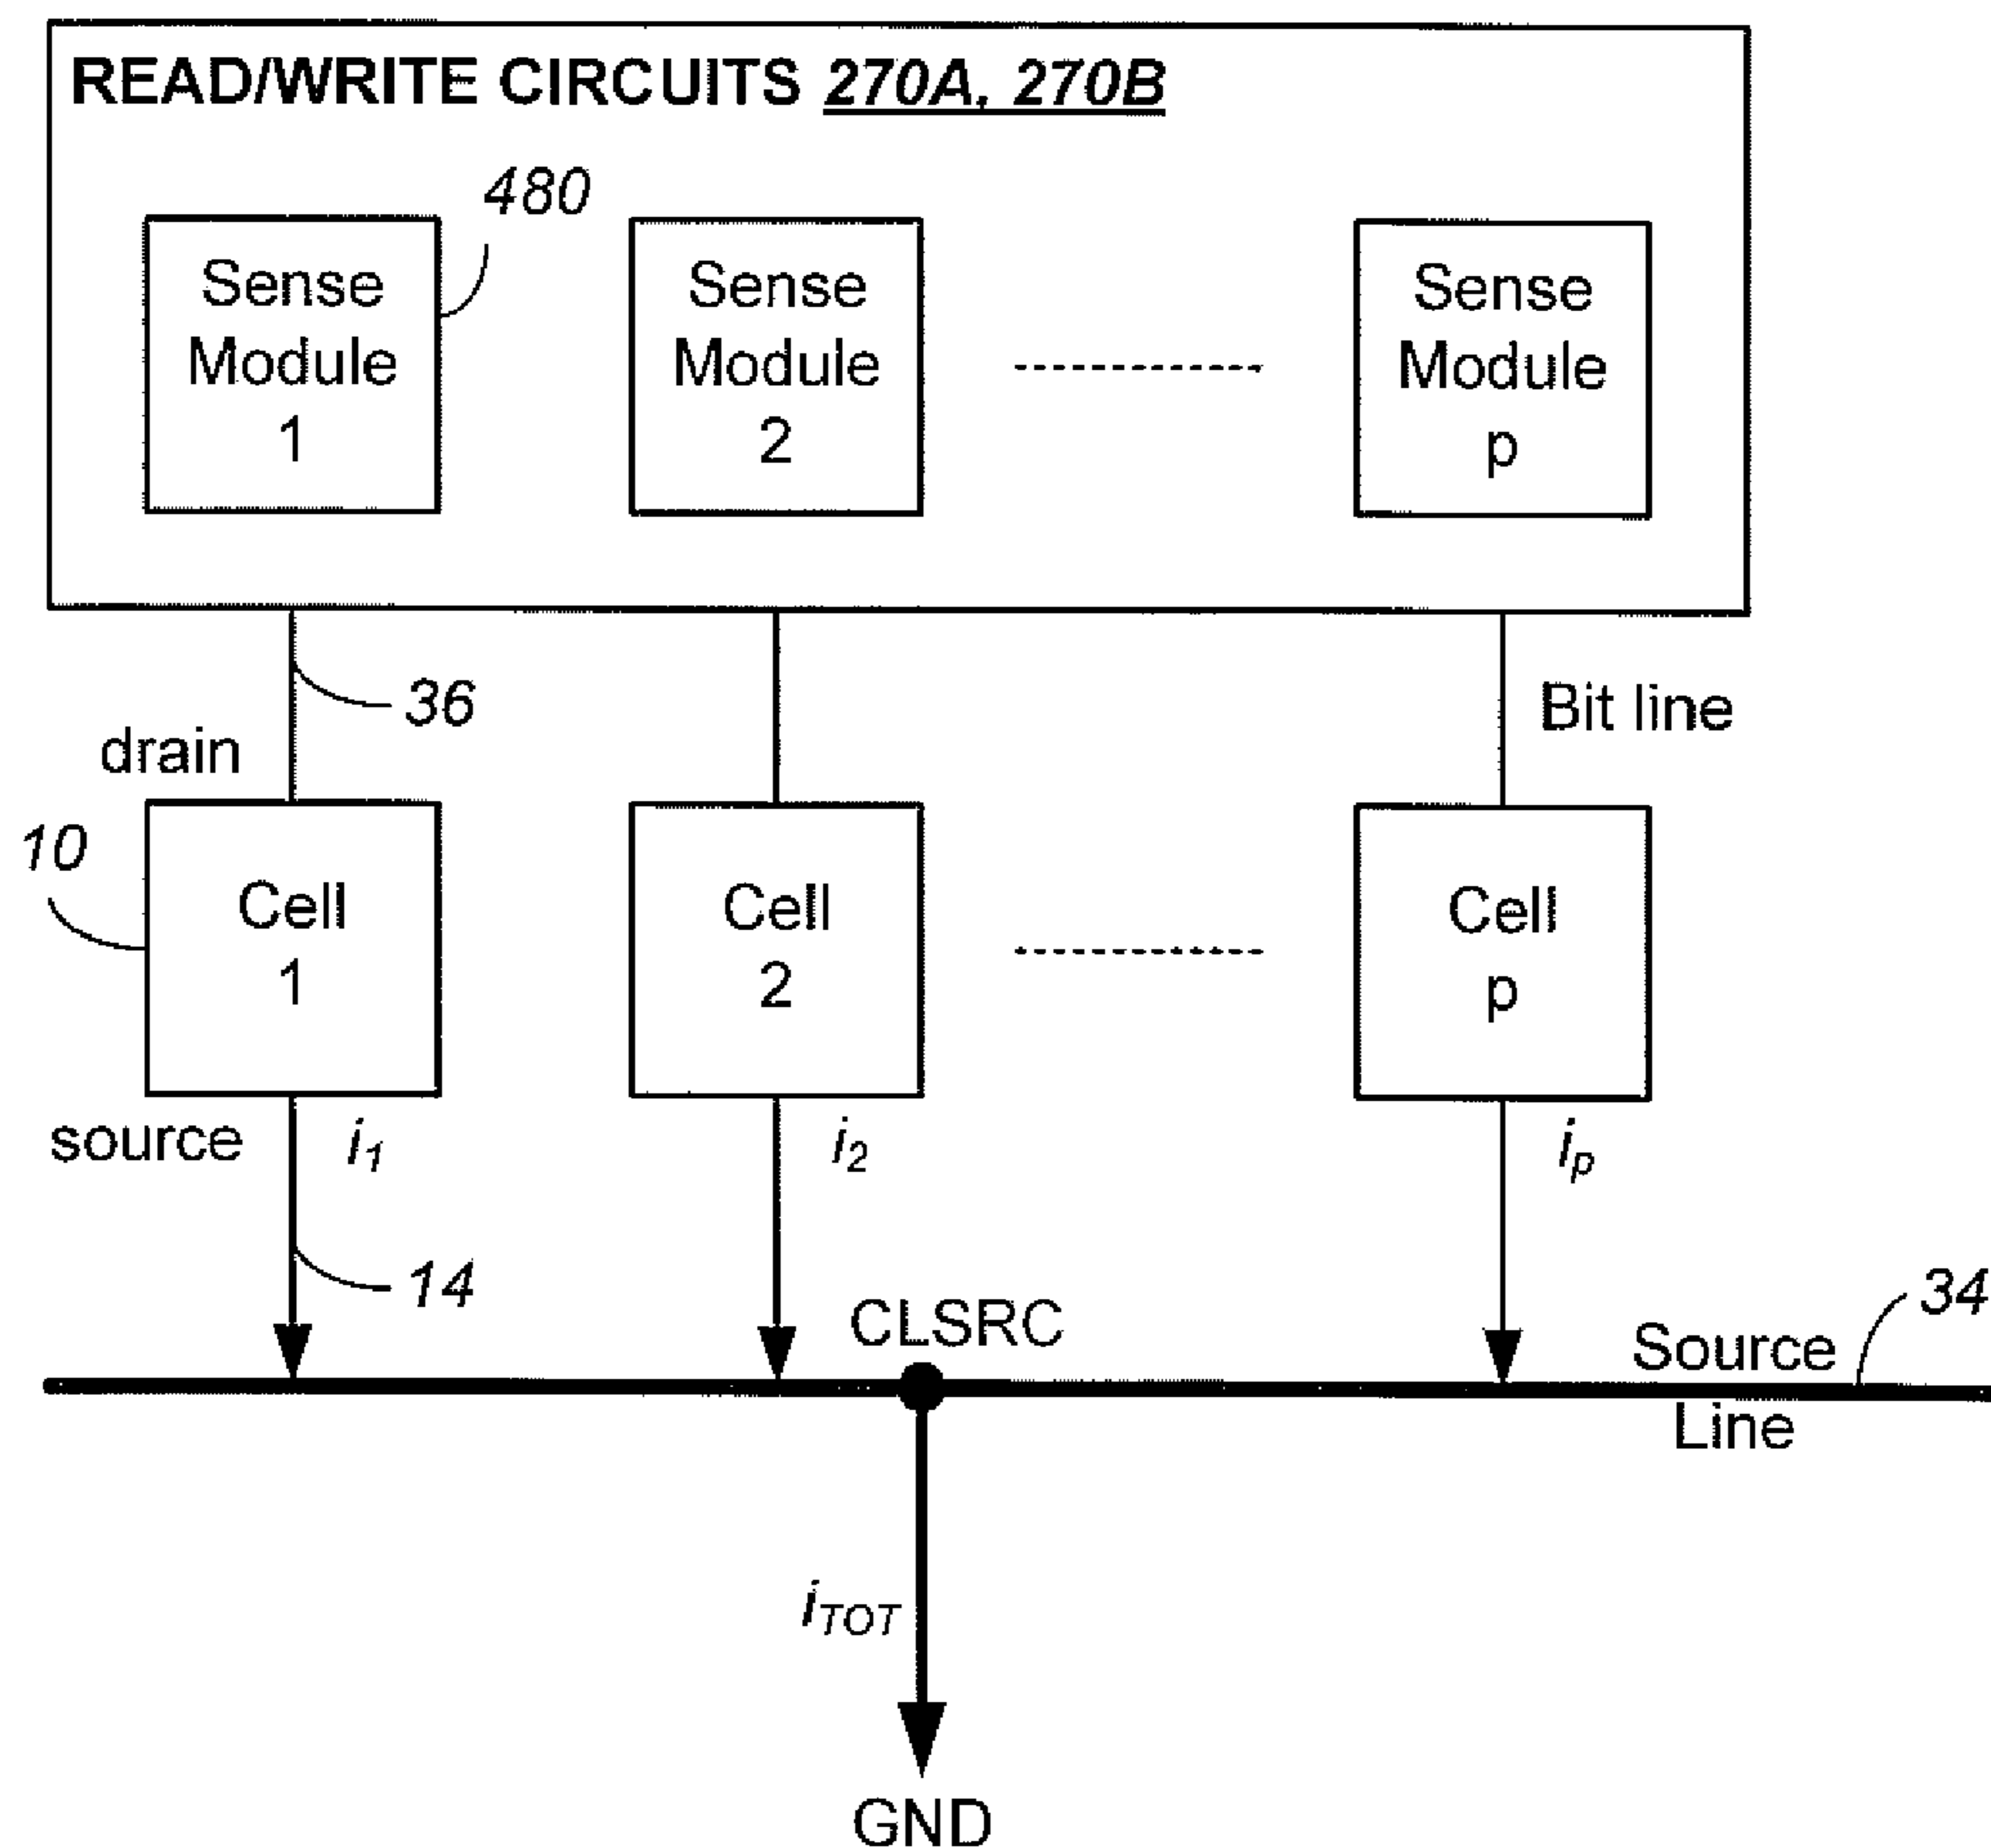 READ/WRITE CIRCUITS 270A, 270B
480
Sense
Module
1
Sense
Module
2
Sense
Module
p
36
drain
Bit line
10
Cell
1
Cell
2
Cell
p
source
i1
i2
ip
14
CLSRC
Source
Line
34
iTOT
GND